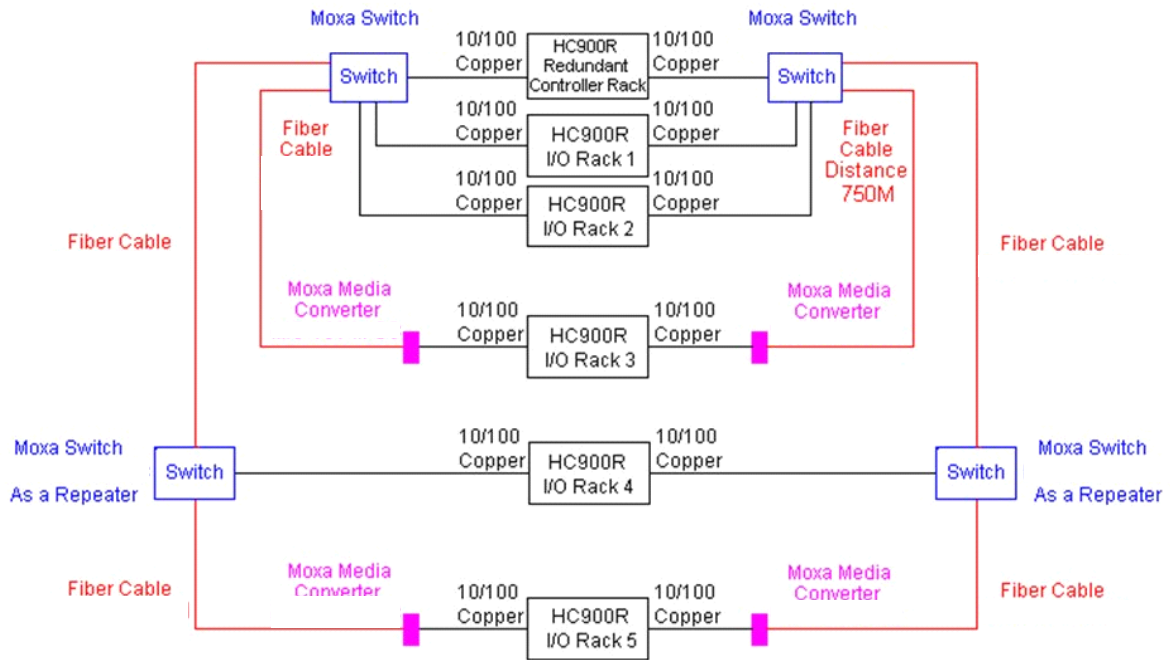 Moxa Switch
Moxa Switch
10/100
Copper
HC900R
Redundant
Controller Rack
10/100
Copper
Switch
Switch
Fiber
Cable
10/100
Copper
HC900R
I/O Rack 1
10/100
Copper
Fiber
Cable
Distance
750M
10/100
Copper
HC900R
I/O Rack 2
10/100
Copper
Fiber Cable
Fiber Cable
Moxa Media
Converter
10/100
Copper
HC900R
I/O Rack 3
10/100
Copper
Moxa Media
Converter
Moxa Switch
As a Repeater
Switch
10/100
Copper
HC900R
I/O Rack 4
10/100
Copper
Switch
Moxa Switch
As a Repeater
Fiber Cable
Moxa Media
Converter
10/100
Copper
HC900R
I/O Rack 5
10/100
Copper
Moxa Media
Converter
Fiber Cable